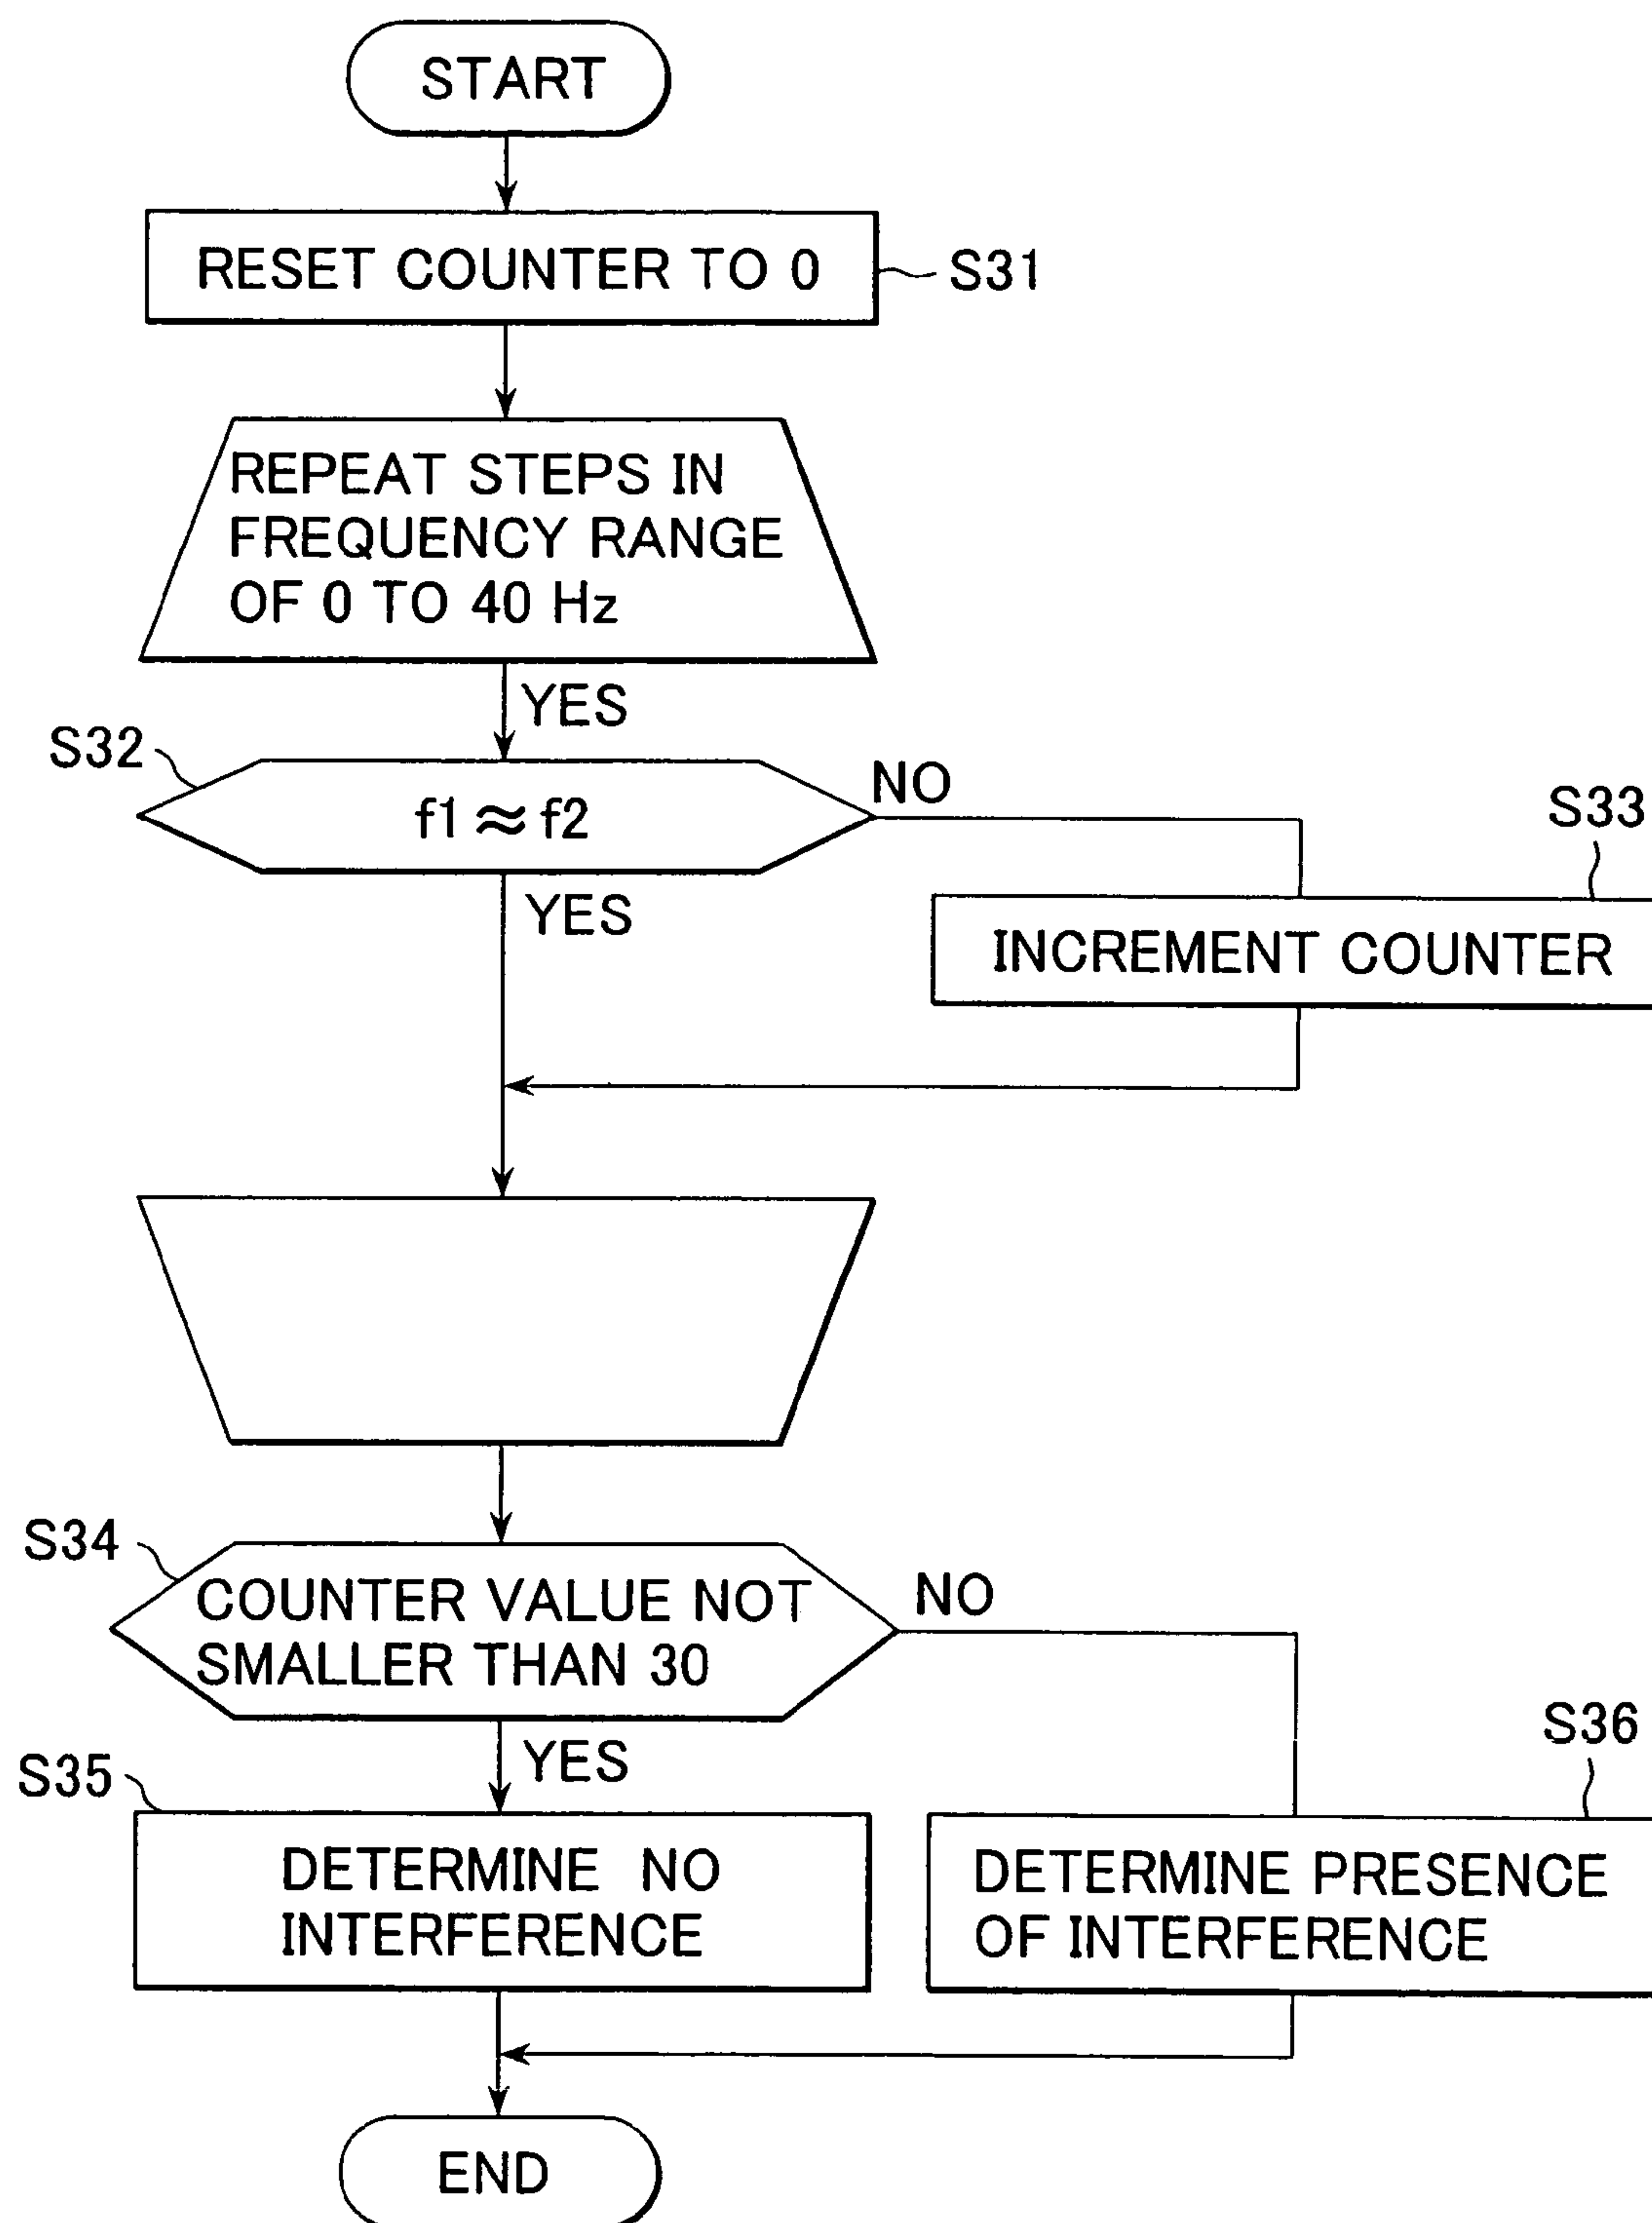 START
RESET COUNTER TO 0
S31
REPEAT STEPS IN
FREQUENCY RANGE
OF 0 TO 40 Hz
YES
S32
f1 ≈ f2
NO
YES
S33
INCREMENT COUNTER
S34
COUNTER VALUE NOT
SMALLER THAN 30
NO
YES
S35
DETERMINE NO
INTERFERENCE
S36
DETERMINE PRESENCE
OF INTERFERENCE
END